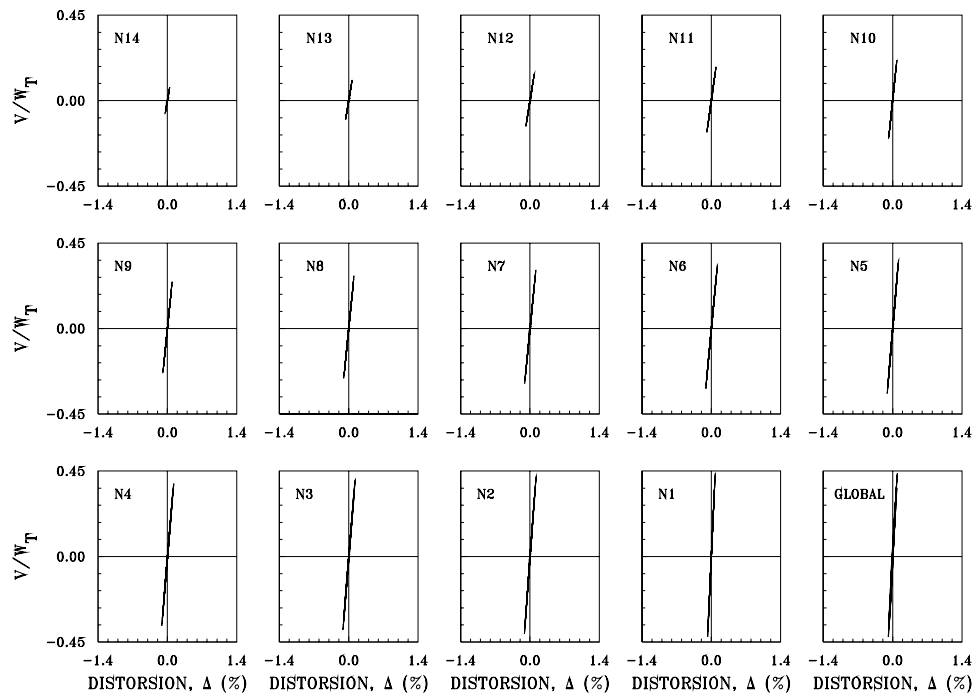 0.45
N14 N13 N12 N11 N10
V/W_T
0.00
-0.45
-1.4 0.0 1.4 -1.4 0.0 1.4 -1.4 0.0 1.4 -1.4 0.0 1.4 -1.4 0.0 1.4
0.45
N9 N8 N7 N6 N5
V/W_T
0.00
-0.45
-1.4 0.0 1.4 -1.4 0.0 1.4 -1.4 0.0 1.4 -1.4 0.0 1.4 -1.4 0.0 1.4
0.45
N4 N3 N2 N1 GLOBAL
V/W_T
0.00
-0.45
-1.4 0.0 1.4 -1.4 0.0 1.4 -1.4 0.0 1.4 -1.4 0.0 1.4 -1.4 0.0 1.4
DISTORSION, Δ (%) DISTORSION, Δ (%) DISTORSION, Δ (%) DISTORSION, Δ (%) DISTORSION, Δ (%)